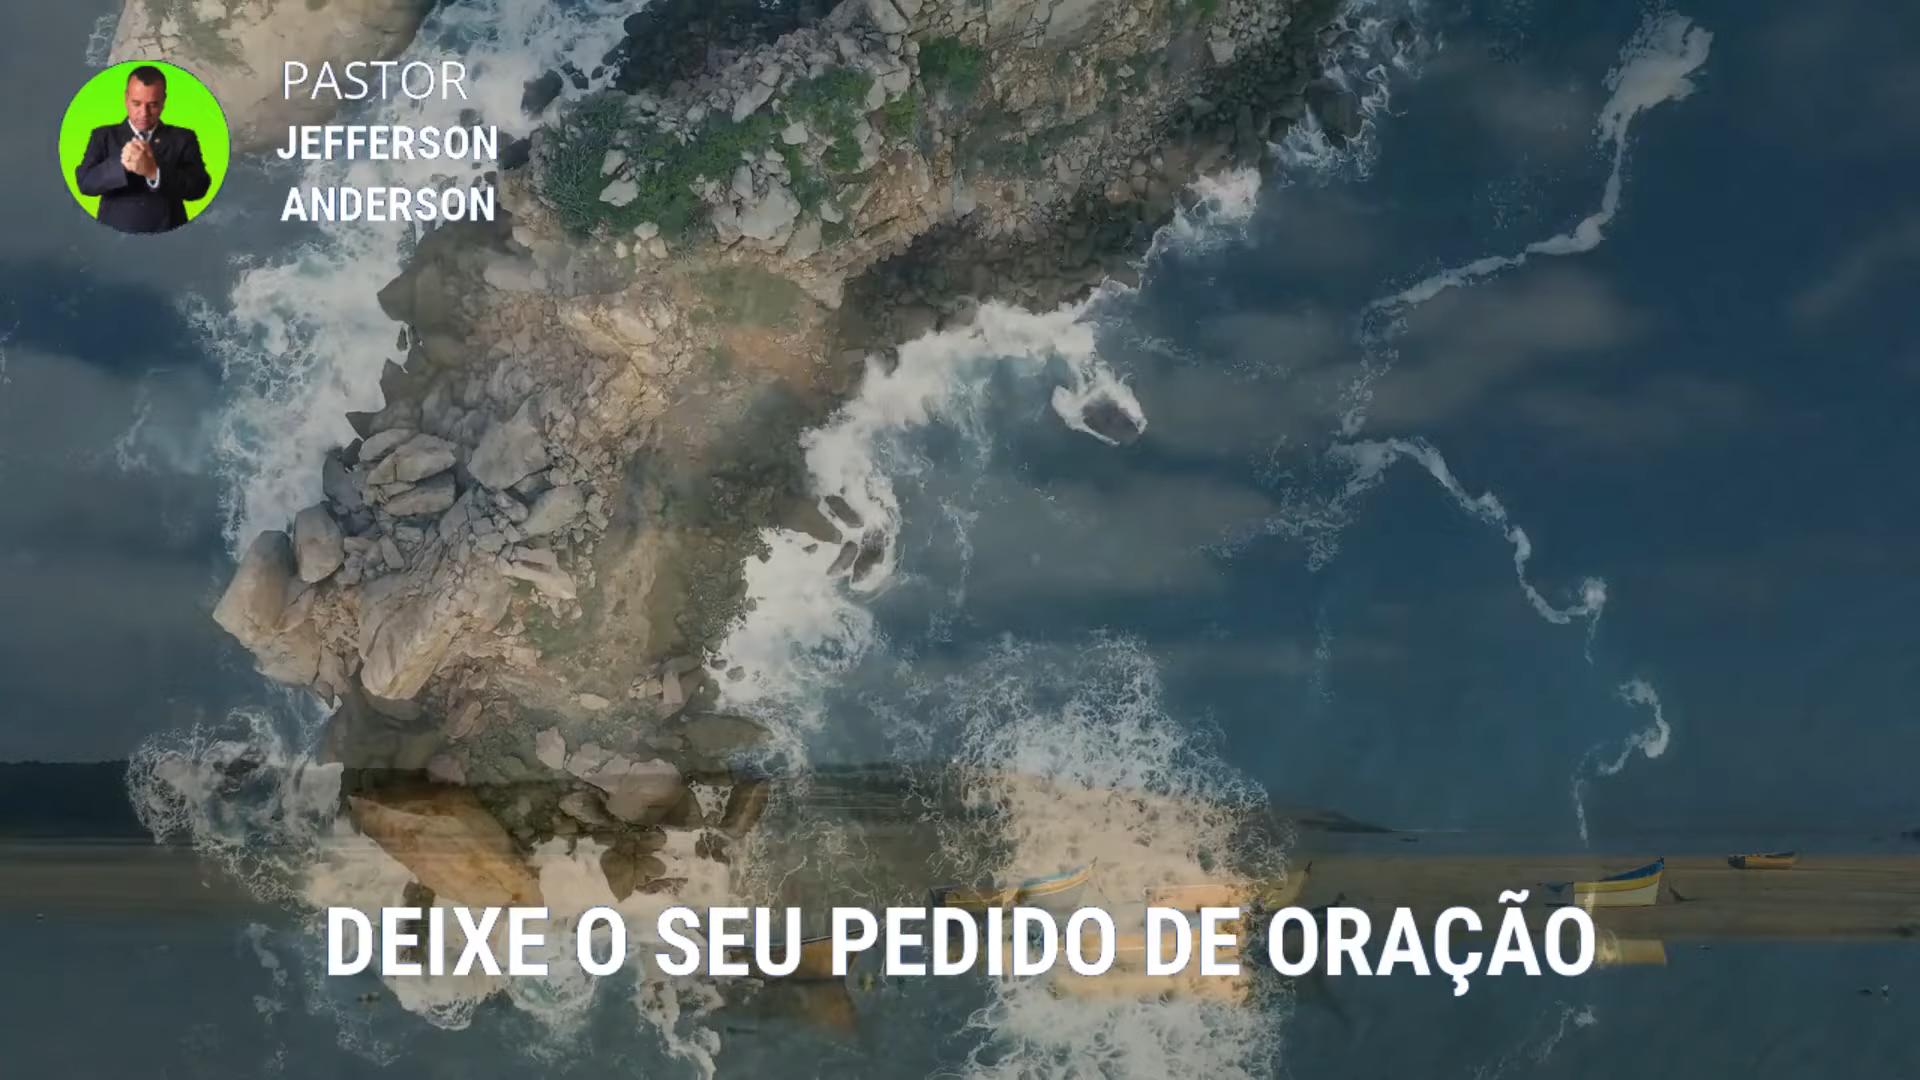 PASTOR
JEFFERSON
ANDERSON
DEIXE O SEU PEDIDO DE ORAÇÃO